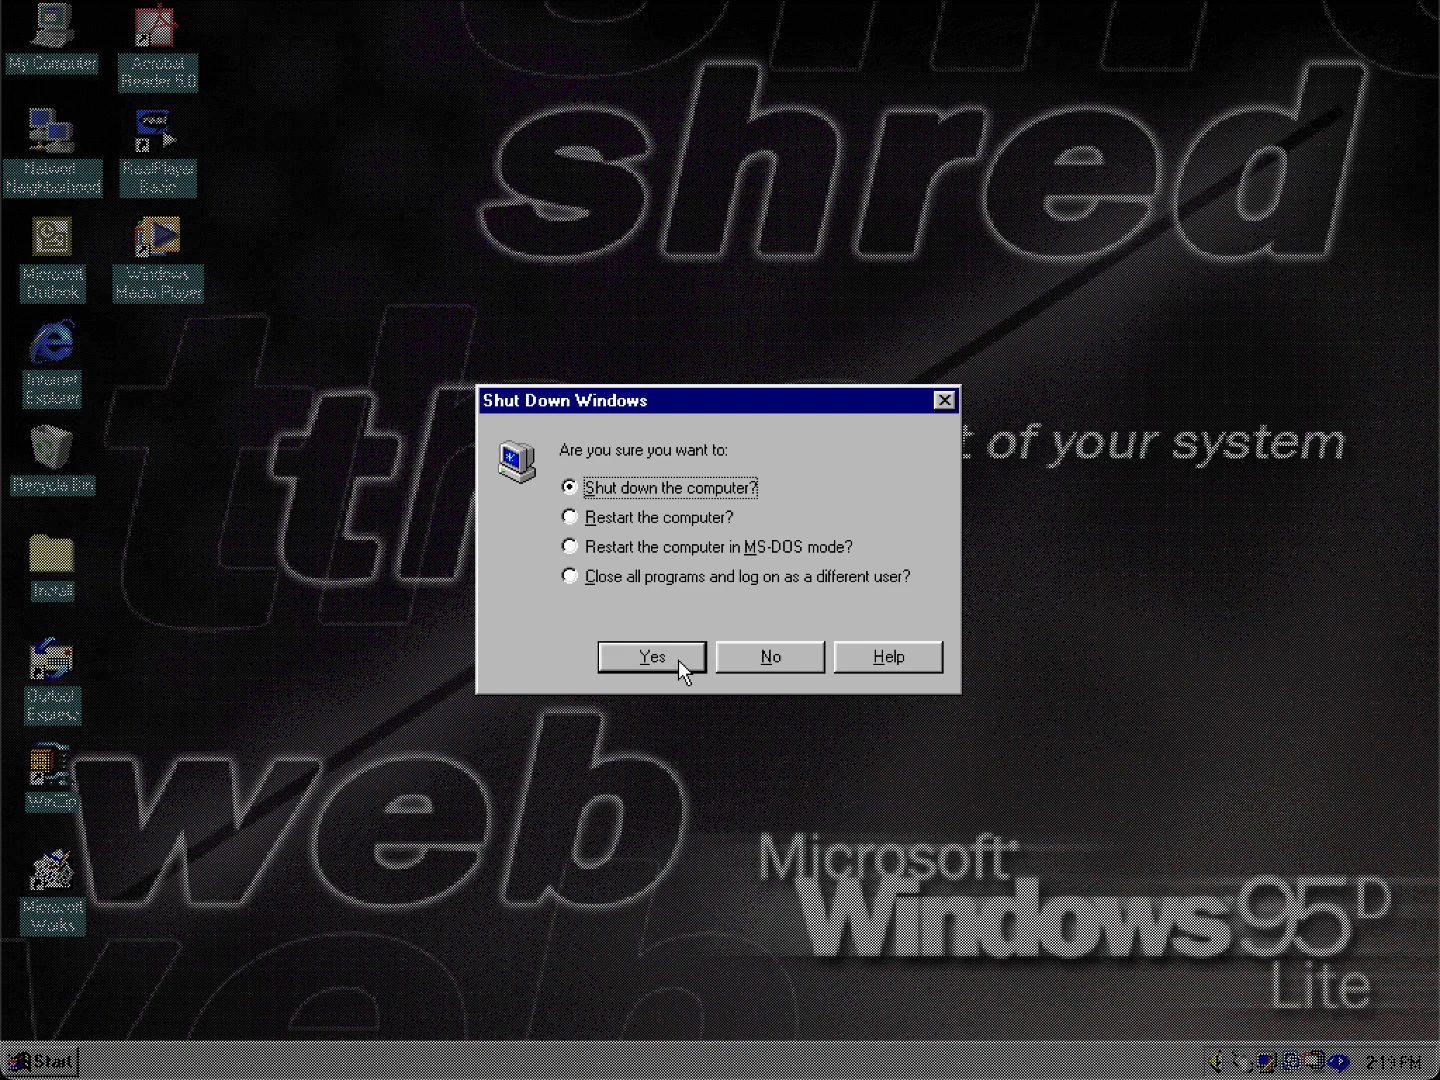 My Computer
Acrobat
Reader 5.0
shred
Network
Neighborhood
real
RealPlayer
Basic
Microsoft
Outlook
Windows
Media Player
Internet
Explorer
th
Shut Down Windows
Are you sure you want to:
t of your system
Shut down the computer?
Restart the computer?
Restart the computer in MS-DOS mode?
Close all programs and log on as a different user?
Yes
No
Help
Recycle Bin
Install
Outlook
Express
WinZip
web
Microsoft
Works
Microsoft
Windows 95 D
Lite
Start
2:19 PM